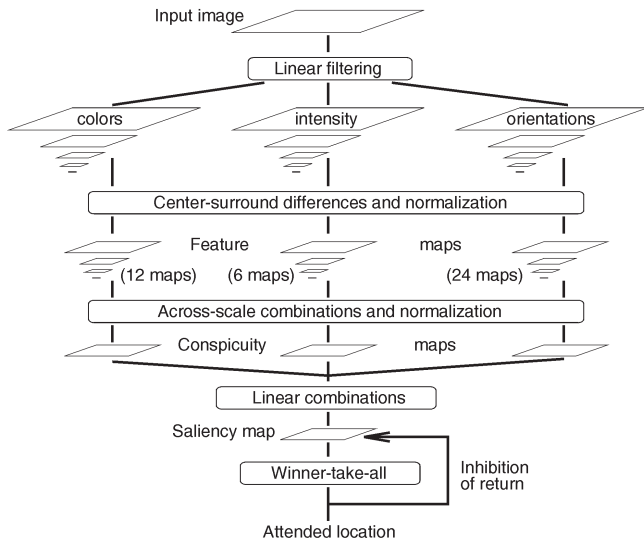 Input image
Linear filtering
colors intensity orientations
Center-surround differences and normalization
Feature maps
(12 maps) (6 maps) (24 maps)
Across-scale combinations and normalization
Conspicuity maps
Linear combinations
Saliency map
Winner-take-all
Inhibition
of return
Attended location